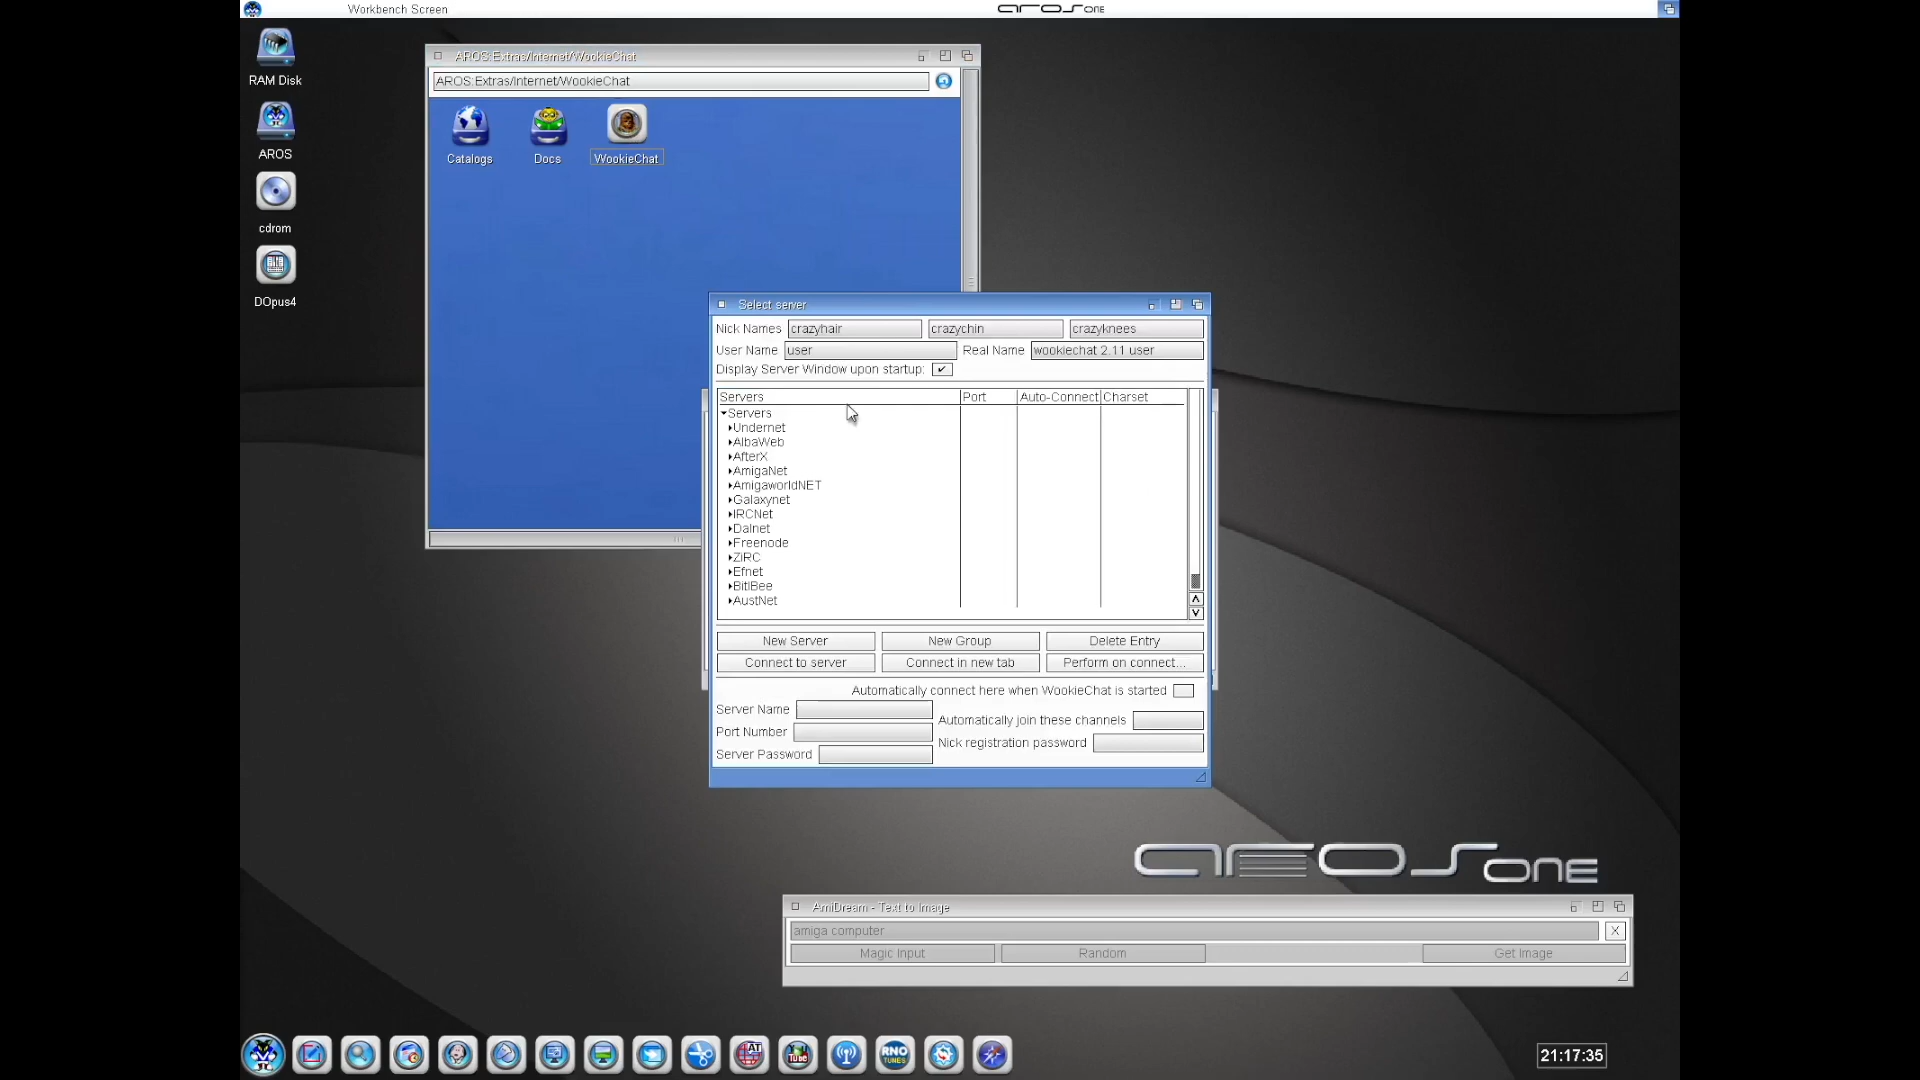 Workbench Screen
AROS ONE
RAM Disk
AROS
cdrom
DOpus4
AROS:Extras/Internet/WookieChat
AROS:Extras/Internet/WookieChat
Catalogs
Docs
WookieChat
Select server
Nick Names crazyhair crazychin crazyknees
User Name user Real Name wookiechat 2.11 user
Display Server Window upon startup:
Servers Port Auto-Connect Charset
Servers
Undernet
AlbaWeb
AfterX
AmigaNet
AmigaworldNET
Galaxynet
IRCNet
Dalnet
Freenode
ZiRC
Efnet
BitlBee
AustNet
New Server New Group Delete Entry
Connect to server Connect in new tab Perform on connect...
Automatically connect here when WookieChat is started
Server Name
Automatically join these channels
Port Number
Nick registration password
Server Password
AROS ONE
AmiDream - Text to Image
amiga computer X
Magic Input Random Get Image
AT
You Tube
RNO TUNES
21:17:35